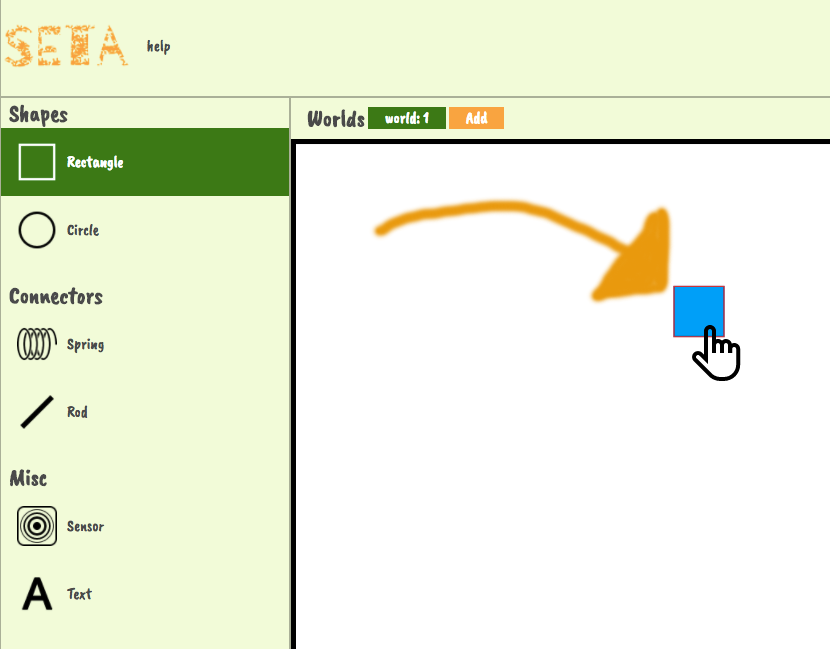 SETA help
Shapes
Rectangle
Circle
Connectors
Spring
Rod
Misc
Sensor
A Text
Worlds world: 1 Add